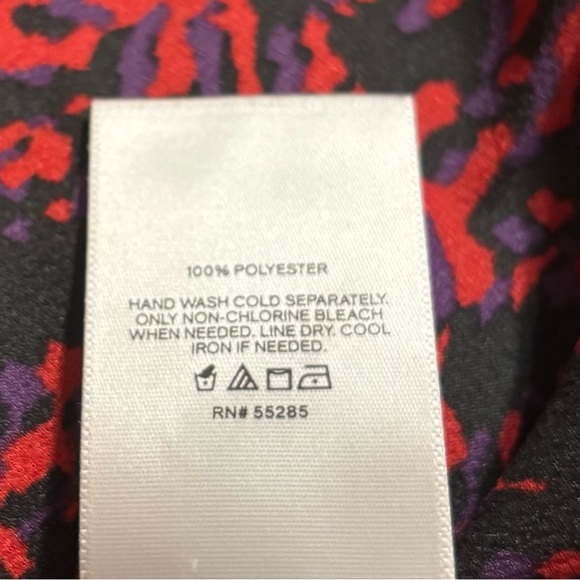 100% POLYESTER
HAND WASH COLD SEPARATELY.
ONLY NON-CHLORINE BLEACH
WHEN NEEDED. LINE DRY. COOL
IRON IF NEEDED.
RN# 55285